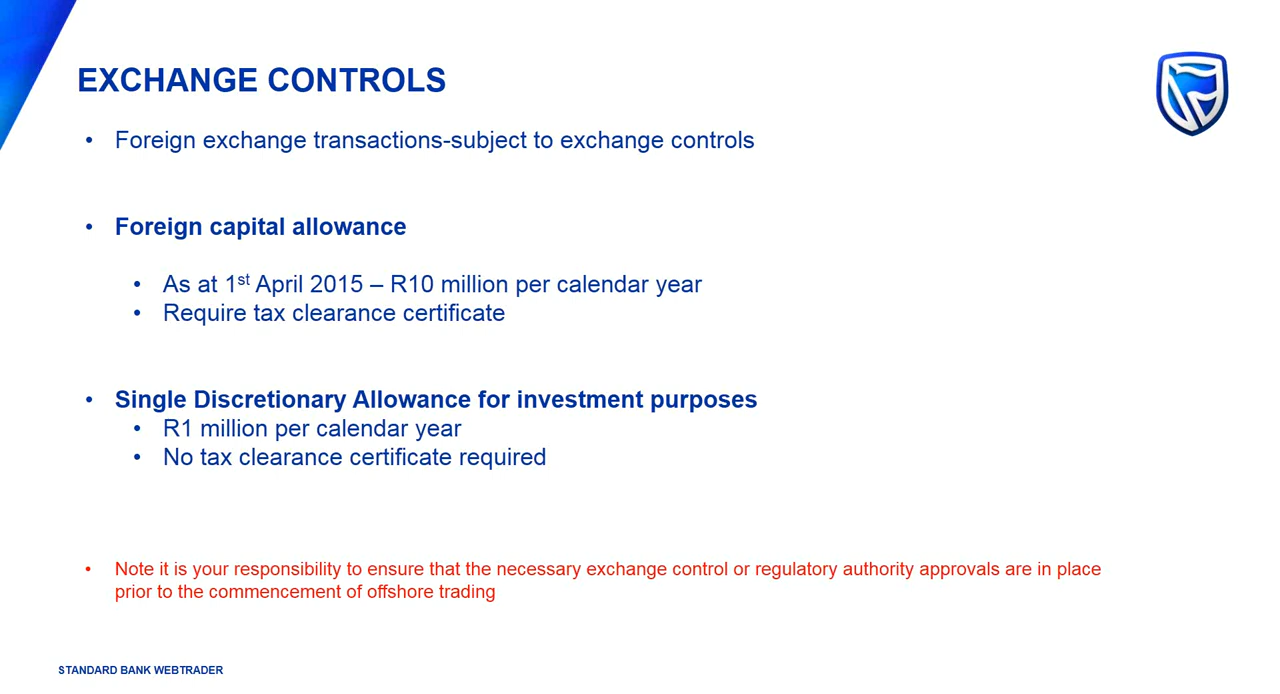 EXCHANGE CONTROLS
• Foreign exchange transactions-subject to exchange controls
• Foreign capital allowance
• As at 1st April 2015 – R10 million per calendar year
• Require tax clearance certificate
• Single Discretionary Allowance for investment purposes
• R1 million per calendar year
• No tax clearance certificate required
• Note it is your responsibility to ensure that the necessary exchange control or regulatory authority approvals are in place
prior to the commencement of offshore trading
STANDARD BANK WEBTRADER